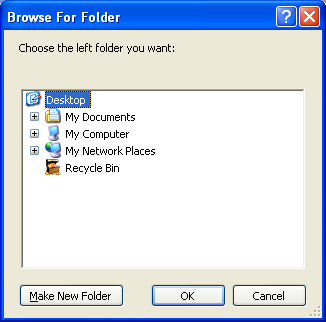 Browse For Folder
Choose the left folder you want:
Desktop
My Documents
My Computer
My Network Places
Recycle Bin
Make New Folder
OK
Cancel